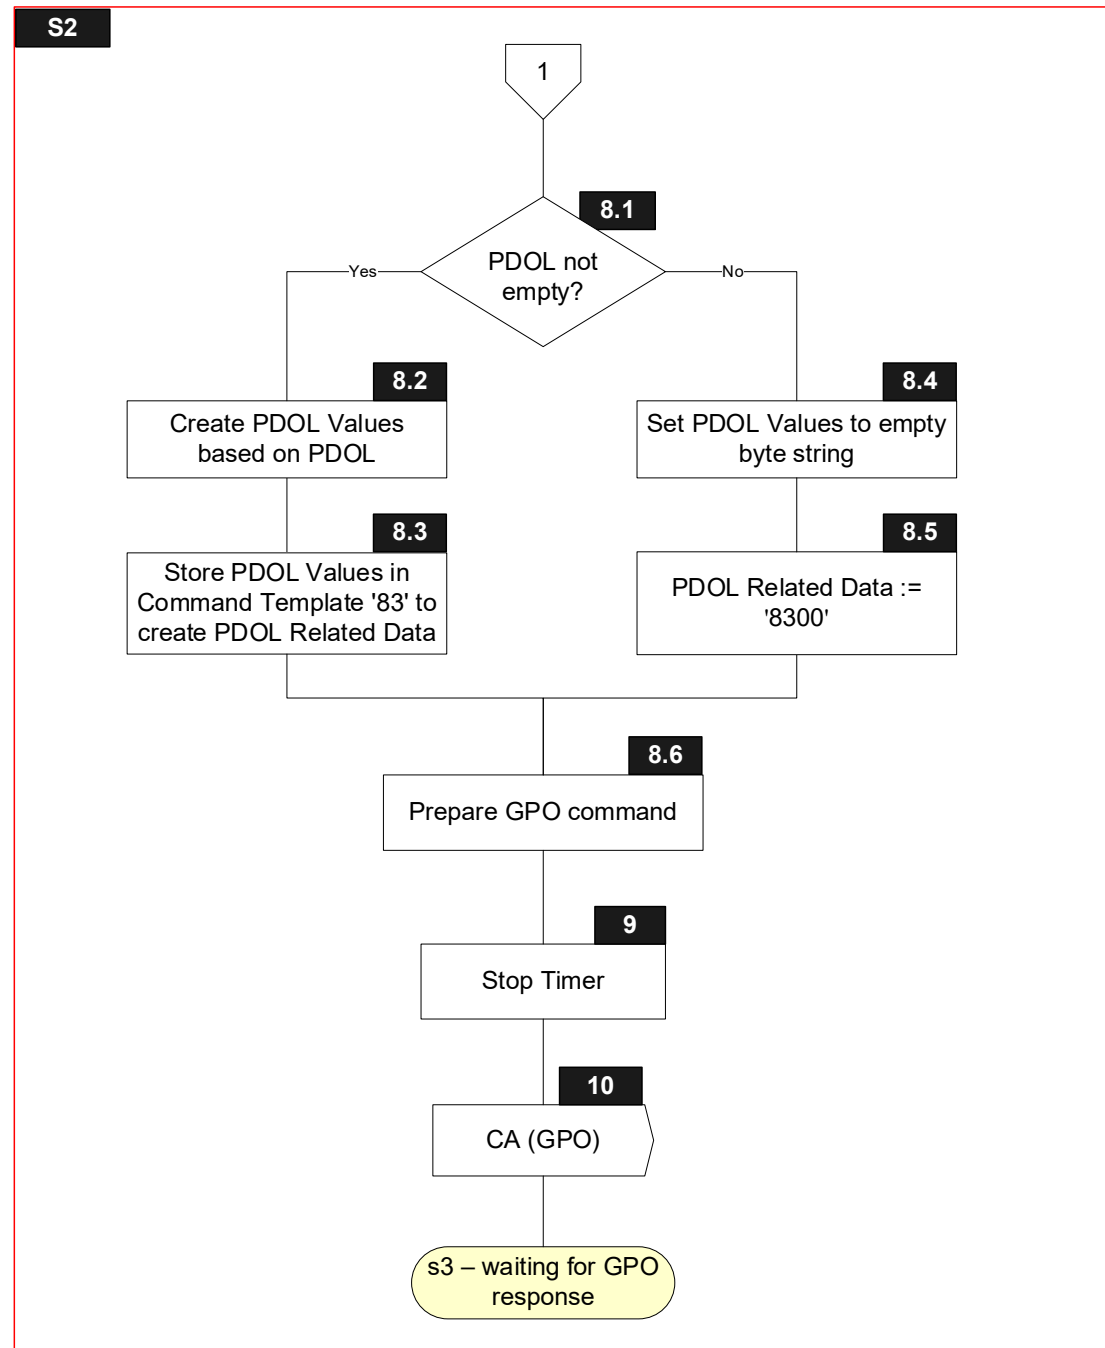 S2
1
8.1
PDOL not
empty?
Yes
No
8.2
Create PDOL Values
based on PDOL
8.4
Set PDOL Values to empty
byte string
8.3
Store PDOL Values in
Command Template '83' to
create PDOL Related Data
8.5
PDOL Related Data :=
'8300'
8.6
Prepare GPO command
9
Stop Timer
10
CA (GPO)
s3 – waiting for GPO
response